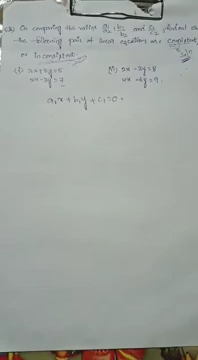 On comparing the ratios a1/a2, b1/b2 and c1/c2, find
the following pair of linear equations are consistent,
or inconsistent.
(i) 3x+2y=5 (ii) 2x-3y=8
2x-3y=7 4x-6y=9.
a1x+b1y+c1=0